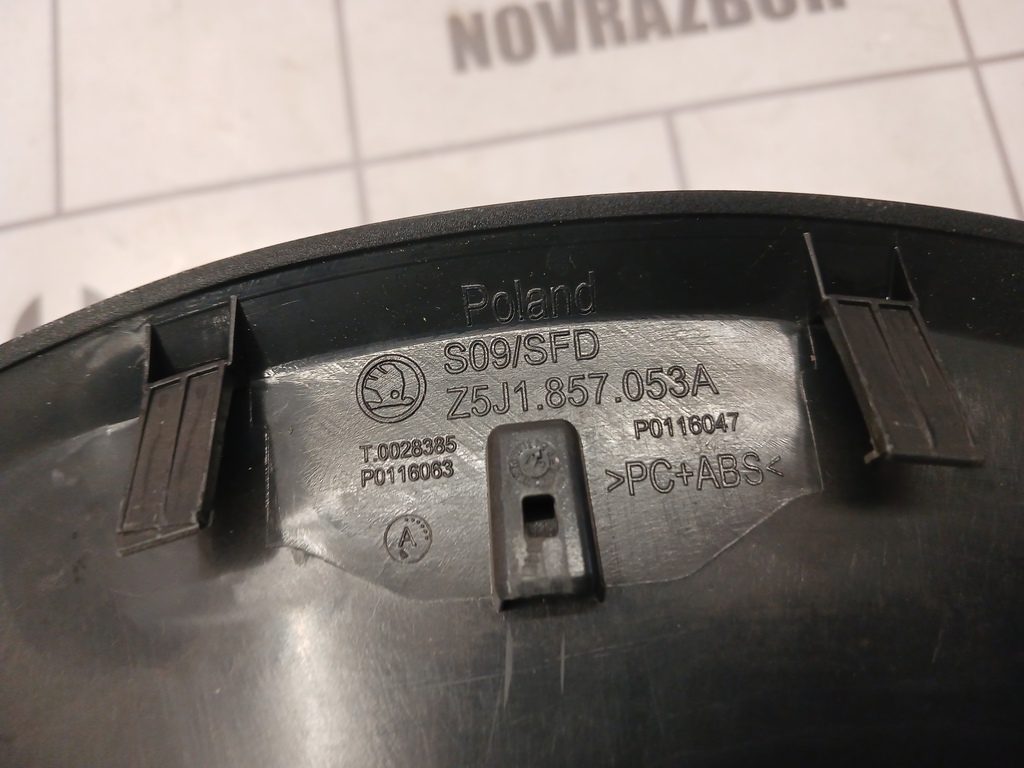 NOVRAZBOR
Poland
S09/SFD
Z5J1.857.053A
T.0028385
P0116063
P0116047
>PC+ABS<
A